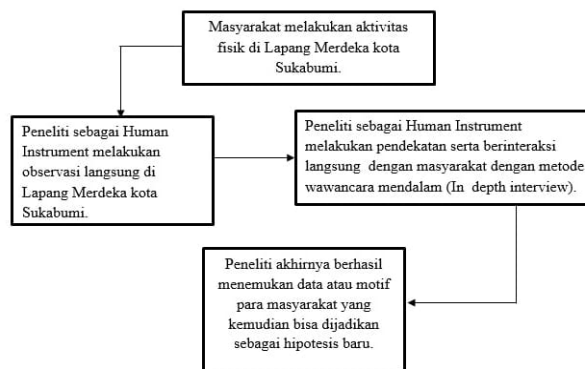 Masyarakat melakukan aktivitas
fisik di Lapang Merdeka kota
Sukabumi.
Peneliti sebagai Human
Instrument melakukan
observasi langsung di
Lapang Merdeka kota
Sukabumi.
Peneliti sebagai Human Instrument
melakukan pendekatan serta berinteraksi
langsung dengan masyarakat dengan metode
wawancara mendalam (In depth interview).
Peneliti akhirnya berhasil
menemukan data atau motif
para masyarakat yang
kemudian bisa dijadikan
sebagai hipotesis baru.